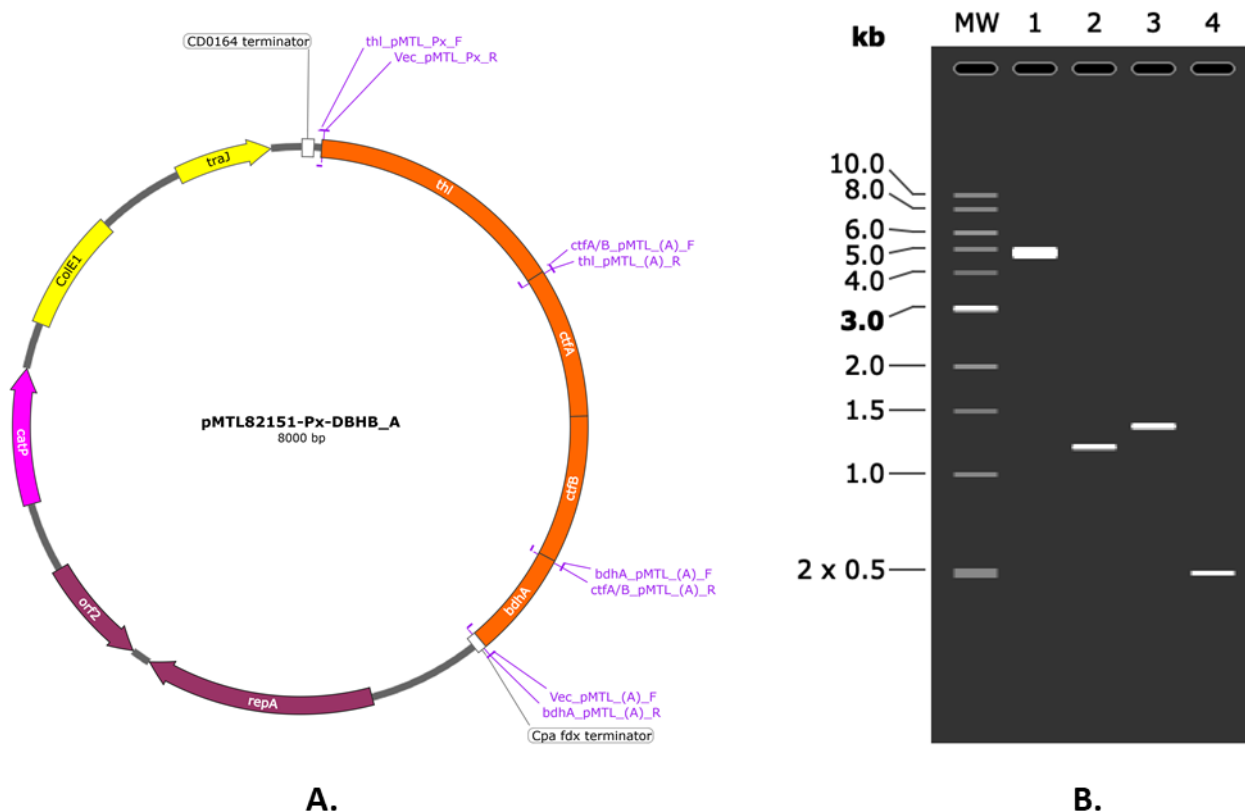 CD0164 terminator
thl_pMTL_Px_F
Vec_pMTL_Px_R
traJ
thl
ColE1
ctfA/B_pMTL_(A)_F
thl_pMTL_(A)_R
ctfA
catP
pMTL82151-Px-DBHB_A
8000 bp
ctfB
bdhA_pMTL_(A)_F
ctfA/B_pMTL_(A)_R
bdhA
orf2
repA
Vec_pMTL_(A)_F
bdhA_pMTL_(A)_R
Cpa fdx terminator
A.
kb MW 1 2 3 4
10.0
8.0
6.0
5.0
4.0
3.0
2.0
1.5
1.0
2 x 0.5
B.